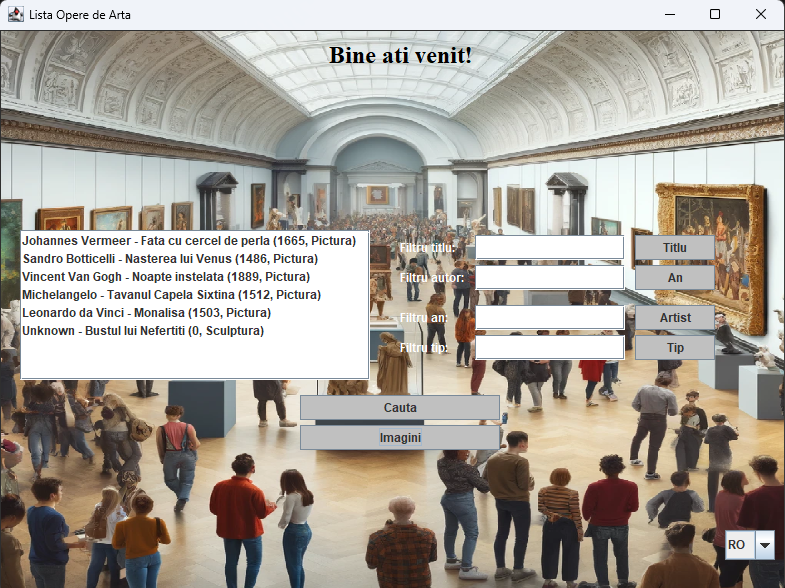 Lista Opere de Arta
Bine ati venit!
Johannes Vermeer - Fata cu cercel de perla (1665, Pictura)
Sandro Botticelli - Nasterea lui Venus (1486, Pictura)
Vincent Van Gogh - Noapte instelata (1889, Pictura)
Michelangelo - Tavanul Capela Sixtina (1512, Pictura)
Leonardo da Vinci - Monalisa (1503, Pictura)
Unknown - Bustul lui Nefertiti (0, Sculptura)
Filtru titlu:
Titlu
Filtru autor:
An
Filtru an:
Artist
Filtru tip:
Tip
Cauta
Imagini
RO